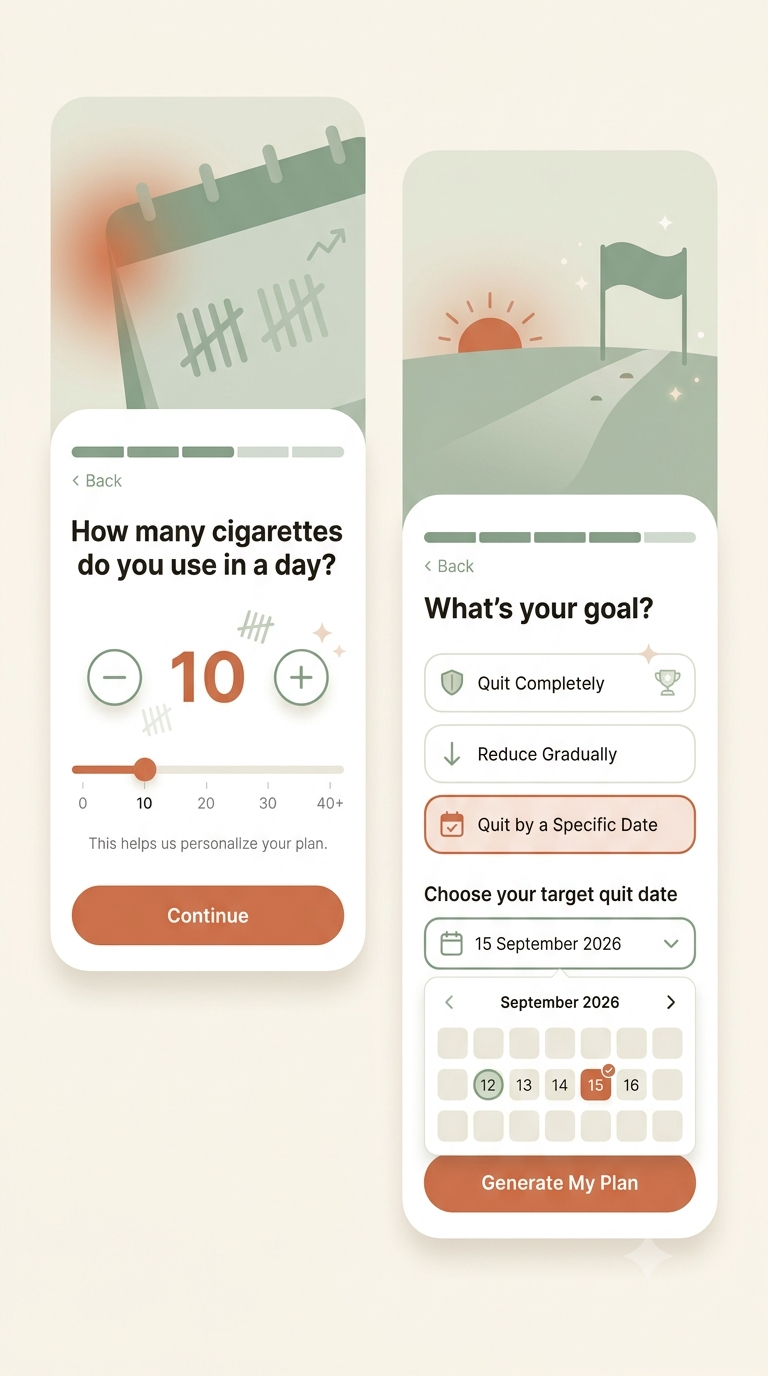 Back
How many cigarettes
do you use in a day?
10
0 10 20 30 40+
This helps us personalize your plan.
Continue
Back
What's your goal?
Quit Completely
Reduce Gradually
Quit by a Specific Date
Choose your target quit date
15 September 2026
September 2026
12 13 14 15 16
Generate My Plan